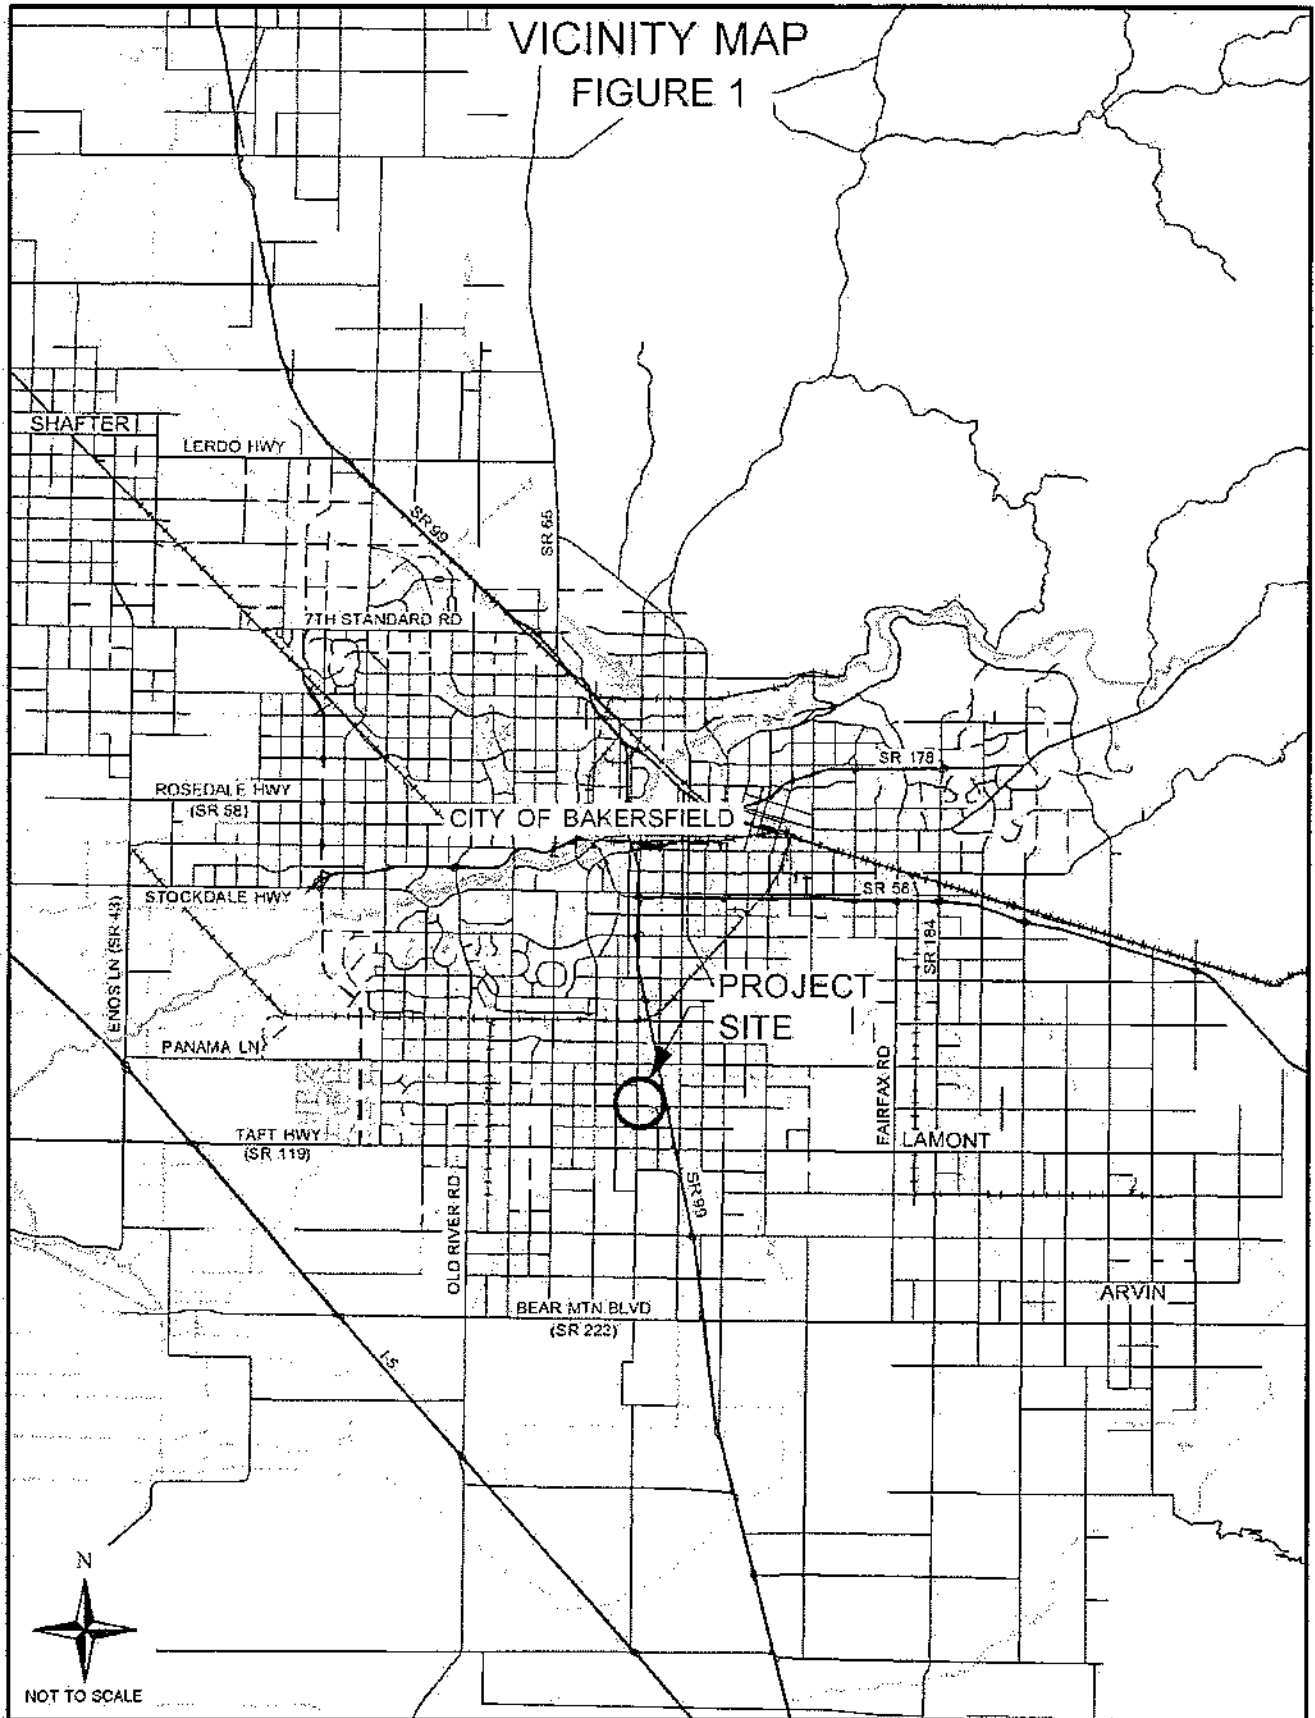 VICINITY MAP
FIGURE 1
SHAFTER
LERDO HWY
SR 99
SR 65
7TH STANDARD RD
SR 178
ROSEDALE HWY
(SR 58)
CITY OF BAKERSFIELD
STOCKDALE HWY
SR 58
ENOS LN (SR 43)
SR 184
PROJECT
SITE
PANAMA LN
FAIRFAX RD
TAFT HWY
(SR 119)
LAMONT
OLD RIVER RD
SR 99
ARVIN
BEAR MTN BLVD
(SR 223)
I-5
N
NOT TO SCALE